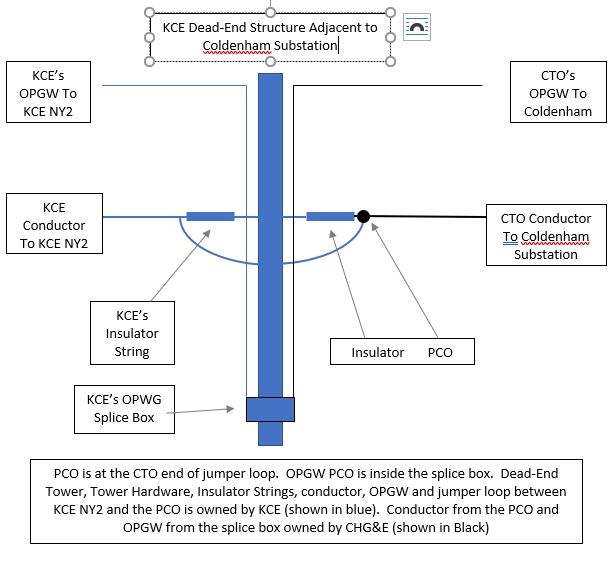 KCE Dead-End Structure Adjacent to
Coldenham Substation
KCE's
OPGW To
KCE NY2
CTO'S
OPGW To
Coldenham
KCE
Conductor
To KCE NY2
CTO Conductor
To Coldenham
Substation
KCE's
Insulator
String
Insulator PCO
KCE's OPWG
Splice Box
PCO is at the CTO end of jumper loop. OPGW PCO is inside the splice box. Dead-End
Tower, Tower Hardware, Insulator Strings, conductor, OPGW and jumper loop between
KCE NY2 and the PCO is owned by KCE (shown in blue). Conductor from the PCO and
OPGW from the splice box owned by CHG&E (shown in Black)